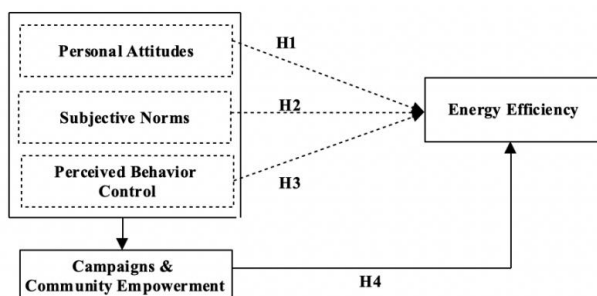 Personal Attitudes
H1
Subjective Norms
H2
Energy Efficiency
Perceived Behavior
Control
H3
Campaigns &
Community Empowerment
H4